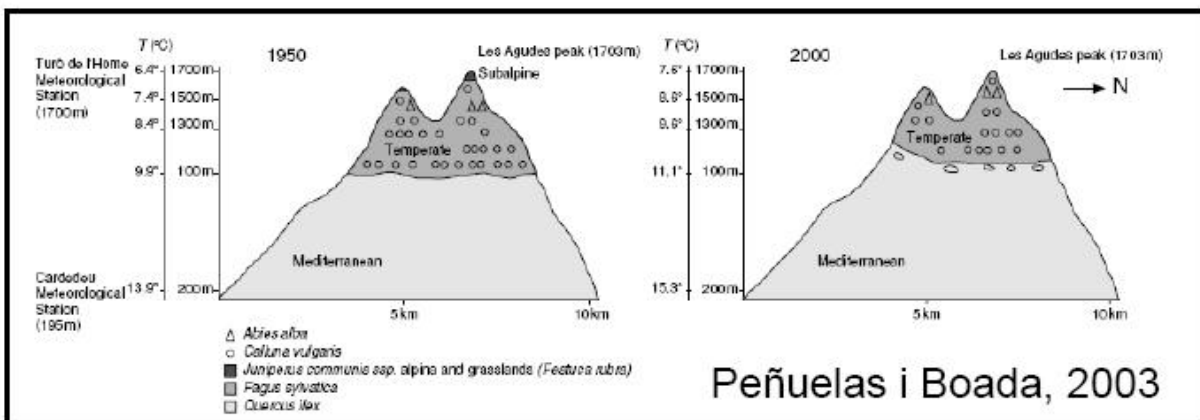 T (°C)
1950
Les Agudes peak (1703m)
Turó de l'Home
Meteorological
Station
(1700m)
6.4°
1700m
Subalpine
7.4°
1500m
8.4°
1300m
Temperate
9.9°
100m
Mediterranean
Cardedeu
Meteorological
Station
(195m)
13.9°
200m
5km
10km
T (°C)
2000
Les Agudes peak (1703m)
7.6°
1700m
N
8.6°
1500m
9.6°
1300m
Temperate
11.1°
100m
Mediterranean
15.3°
200m
5km
10km
Abies alba
Calluna vulgaris
Juniperus communis ssp. alpina and grasslands (Festuca rubra)
Fagus sylvatica
Quercus ilex
Peñuelas i Boada, 2003